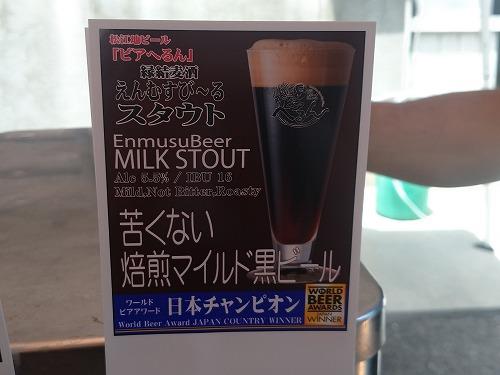 松江地ビール
「ビアへるん」
縁結麦酒
えんむすび～る
スタウト
EnmusuBeer
MILK STOUT
Alc 5.5% / IBU 16
Mild,Not Bitter,Roasty
苦くない
焙煎マイルド黒ビール
ワールド
ビアアワード
日本チャンピオン
World Beer Award JAPAN COUNTRY WINNER
WORLD
BEER
AWARDS
JAPAN
WINNER